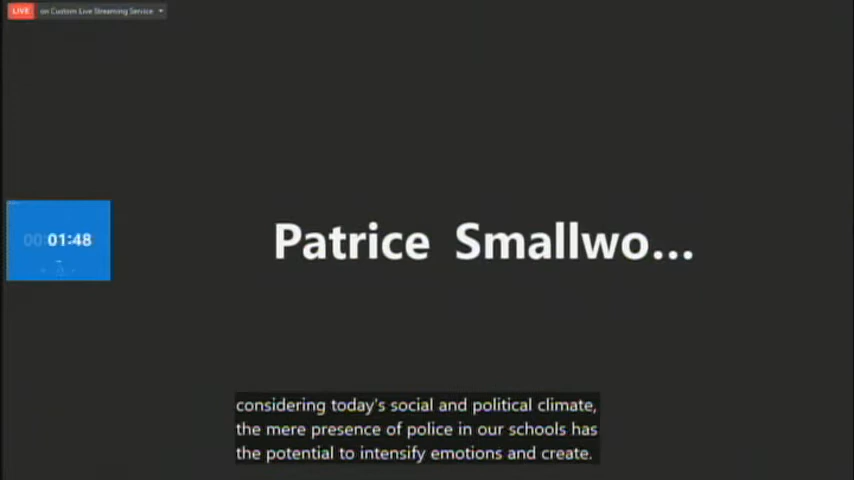 LIVE on Custom Live Streaming Service
00:01:48
Patrice Smallwo...
considering today's social and political climate,
the mere presence of police in our schools has
the potential to intensify emotions and create.